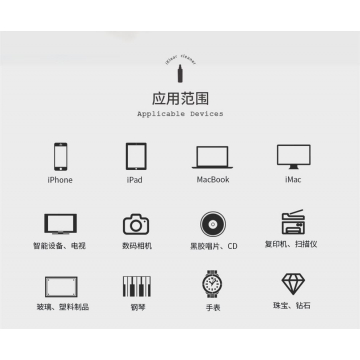 iClear cleaner
应用范围
Applicable Devices
iPhone
iPad
MacBook
iMac
智能设备、电视
数码相机
黑胶唱片、CD
复印机、扫描仪
玻璃、塑料制品
钢琴
手表
珠宝、钻石